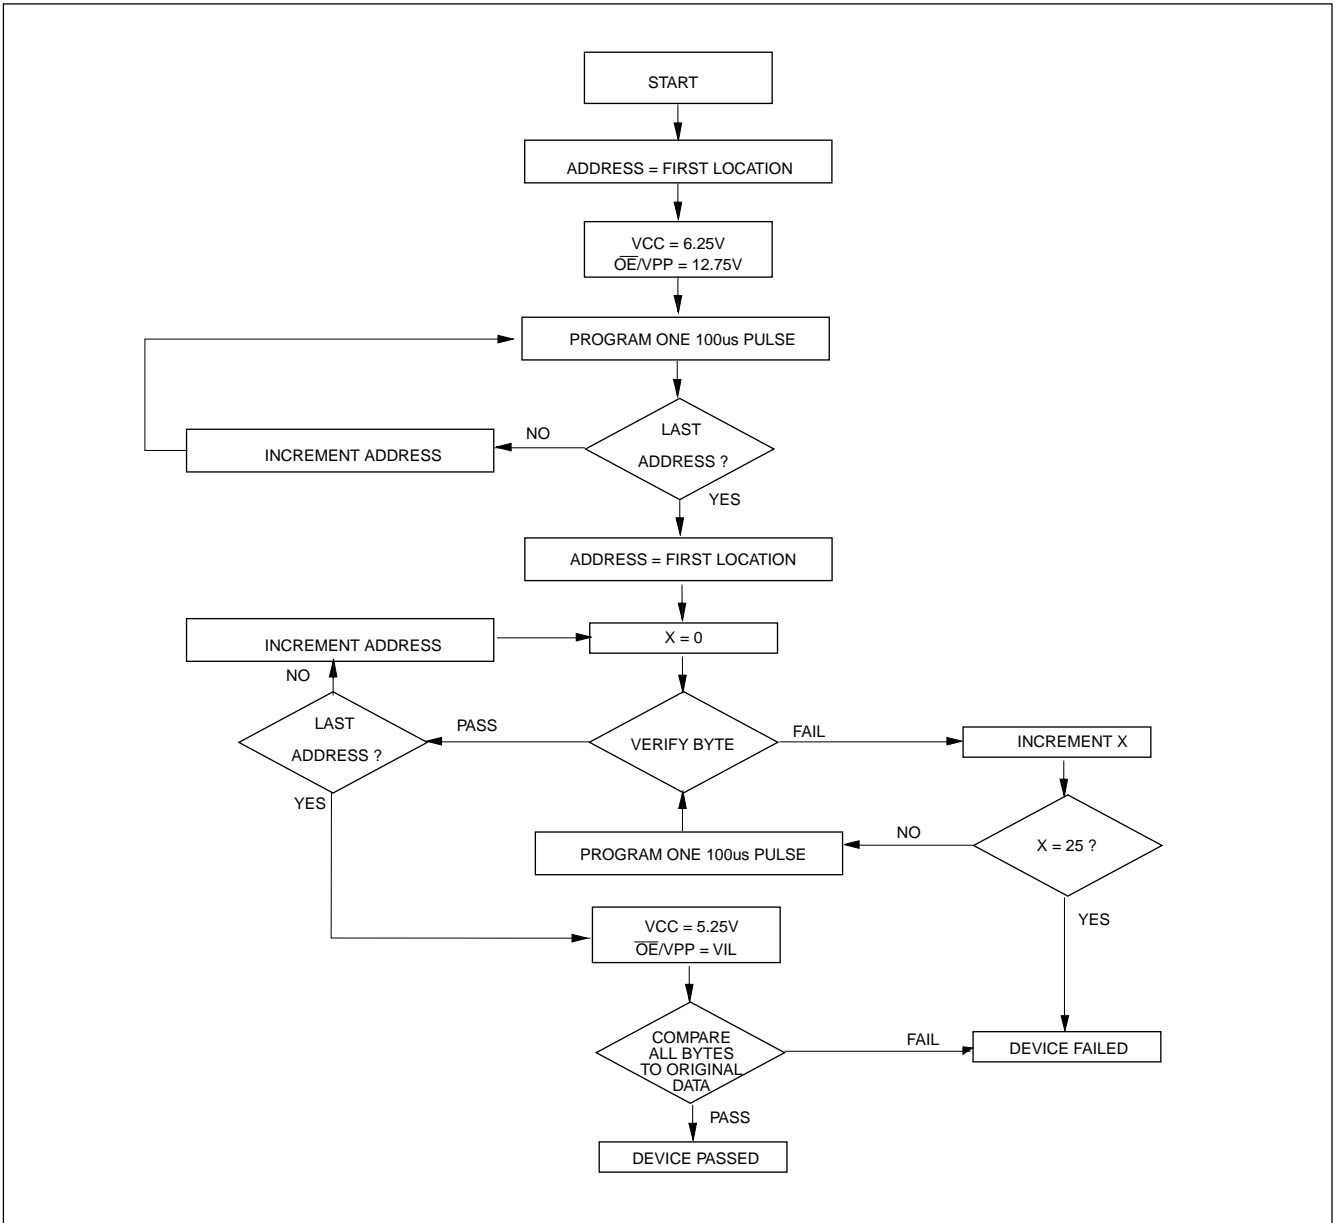 START
ADDRESS = FIRST LOCATION
VCC = 6.25V
OE/VPP = 12.75V
PROGRAM ONE 100us PULSE
LAST
ADDRESS ?
NO
INCREMENT ADDRESS
YES
ADDRESS = FIRST LOCATION
INCREMENT ADDRESS
X = 0
NO
LAST
ADDRESS ?
PASS
VERIFY BYTE
FAIL
INCREMENT X
YES
PROGRAM ONE 100us PULSE
NO
X = 25 ?
YES
VCC = 5.25V
OE/VPP = VIL
COMPARE
ALL BYTES
TO ORIGINAL
DATA
FAIL
DEVICE FAILED
PASS
DEVICE PASSED